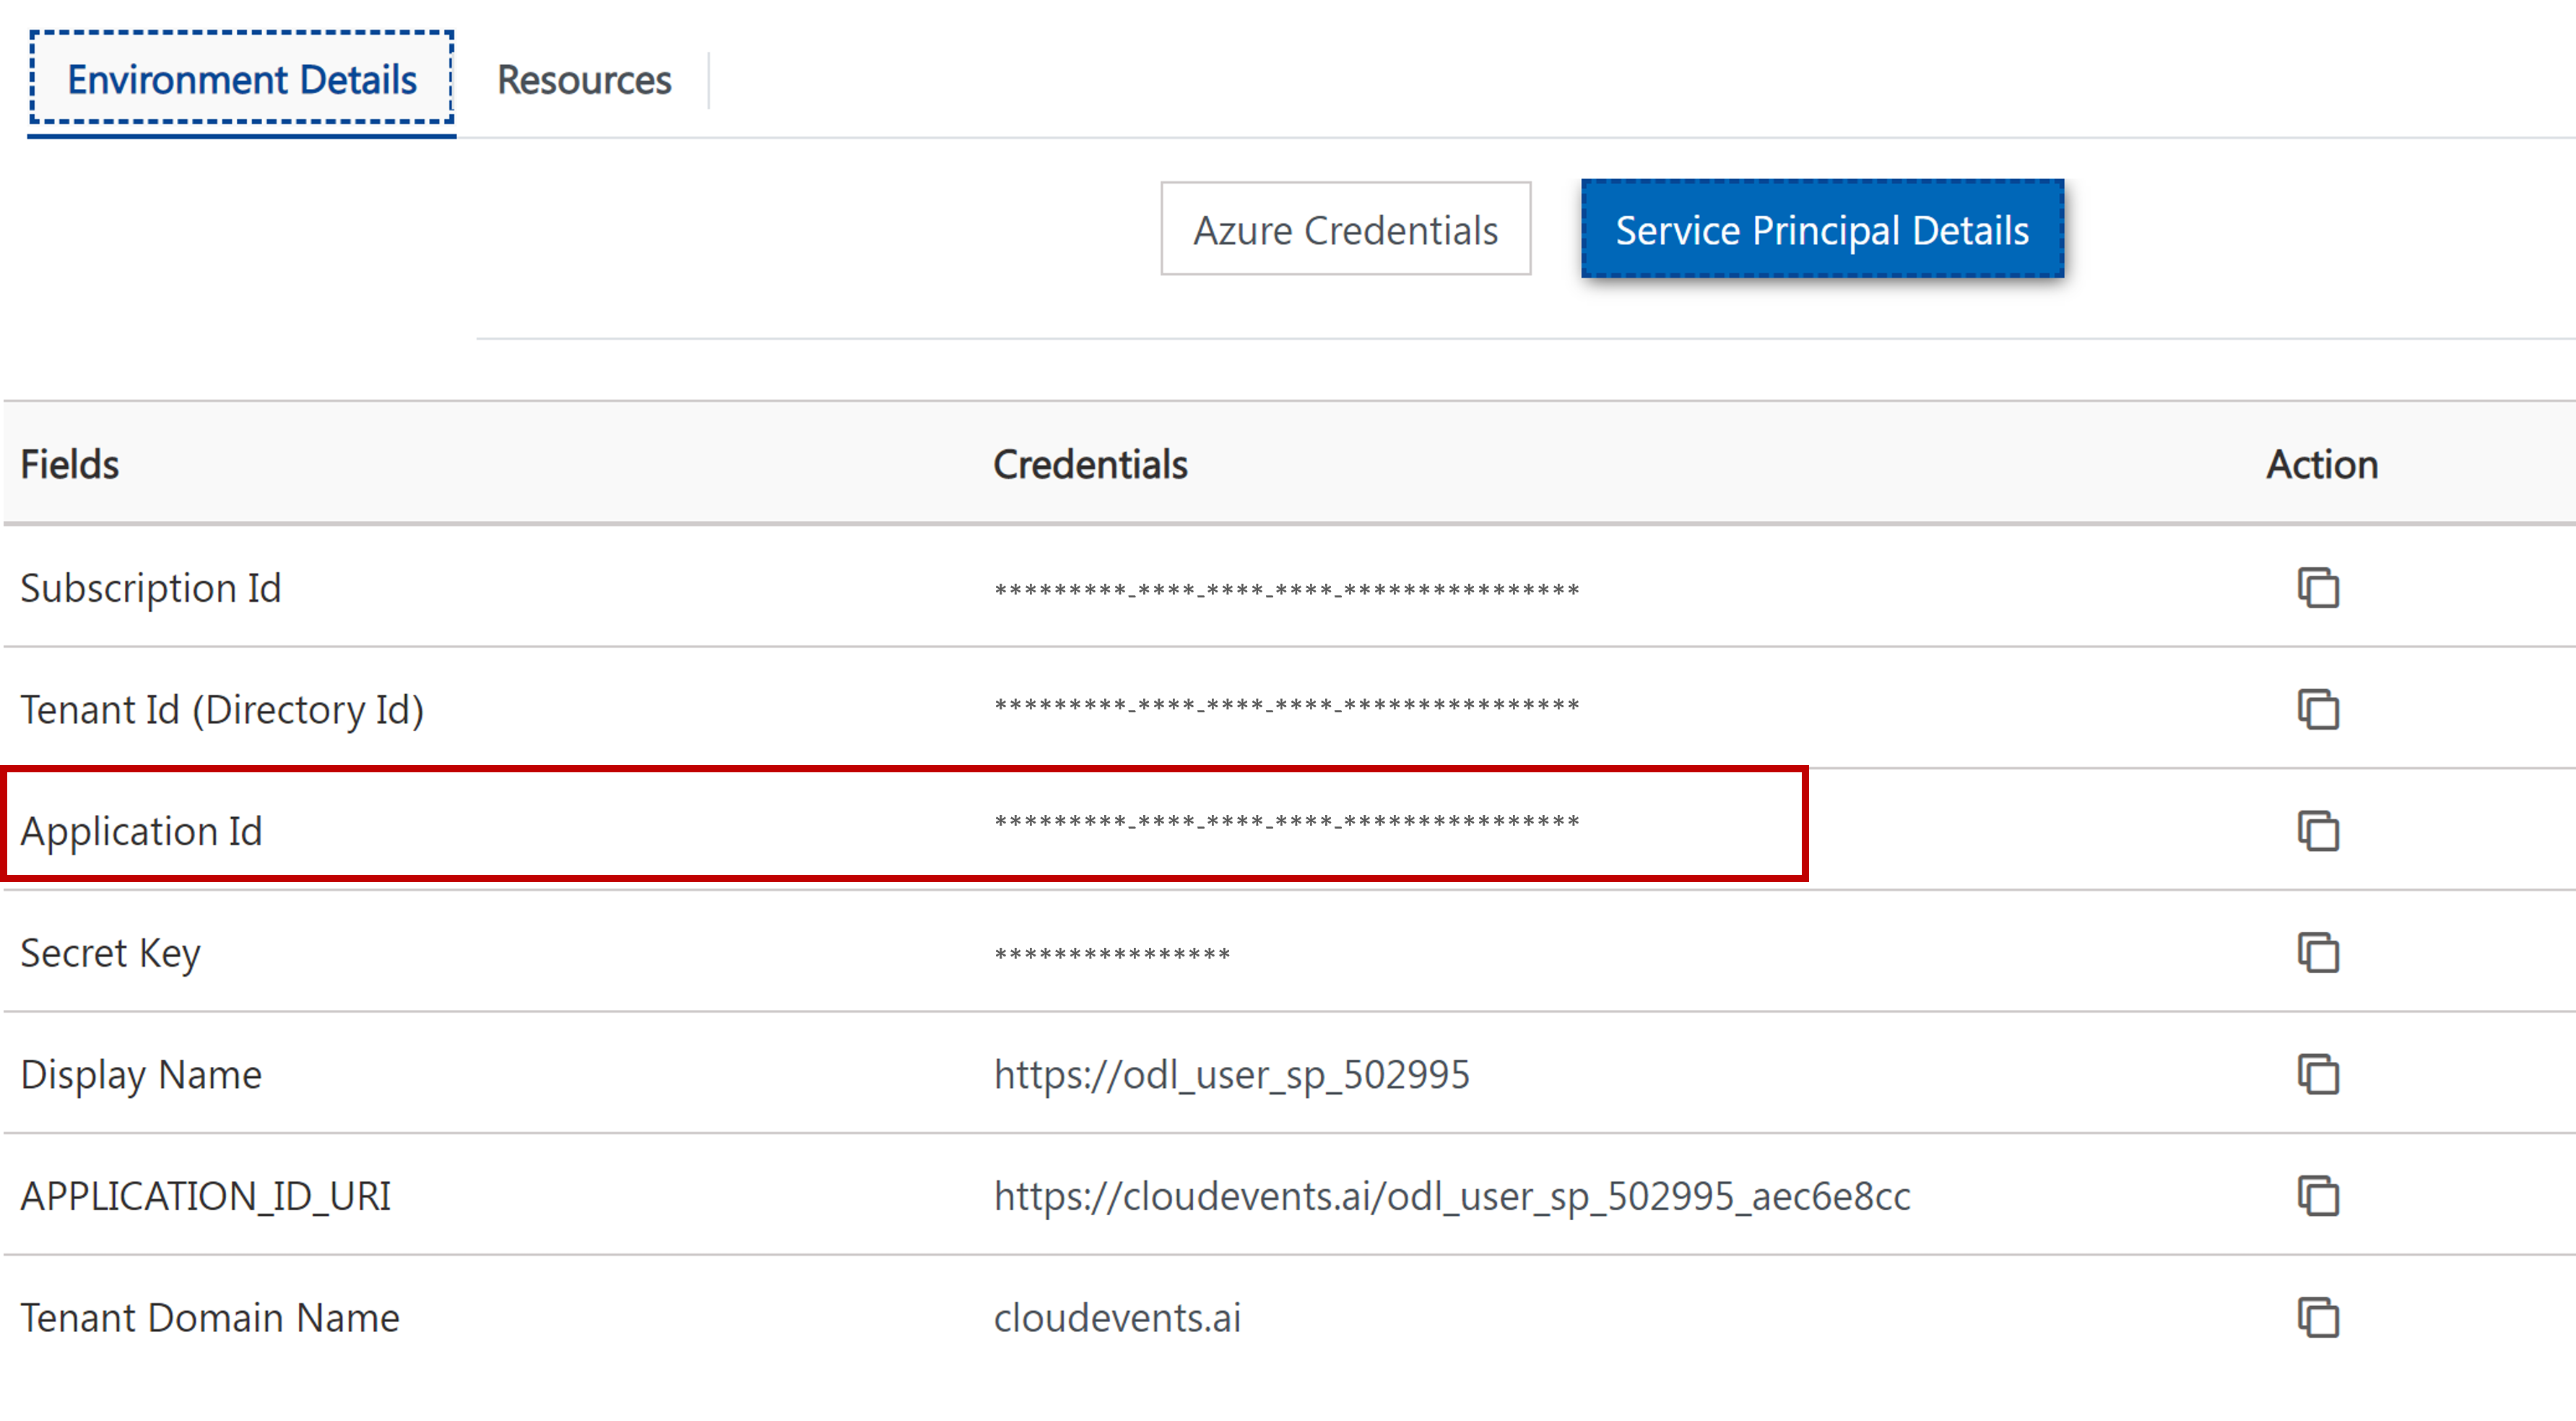 Environment Details Resources
Azure Credentials Service Principal Details
Fields Credentials Action
Subscription Id *********-****-****-****-****************
Tenant Id (Directory Id) *********-****-****-****-****************
Application Id *********-****-****-****-****************
Secret Key ****************
Display Name https://odl_user_sp_502995
APPLICATION_ID_URI https://cloudevents.ai/odl_user_sp_502995_aec6e8cc
Tenant Domain Name cloudevents.ai